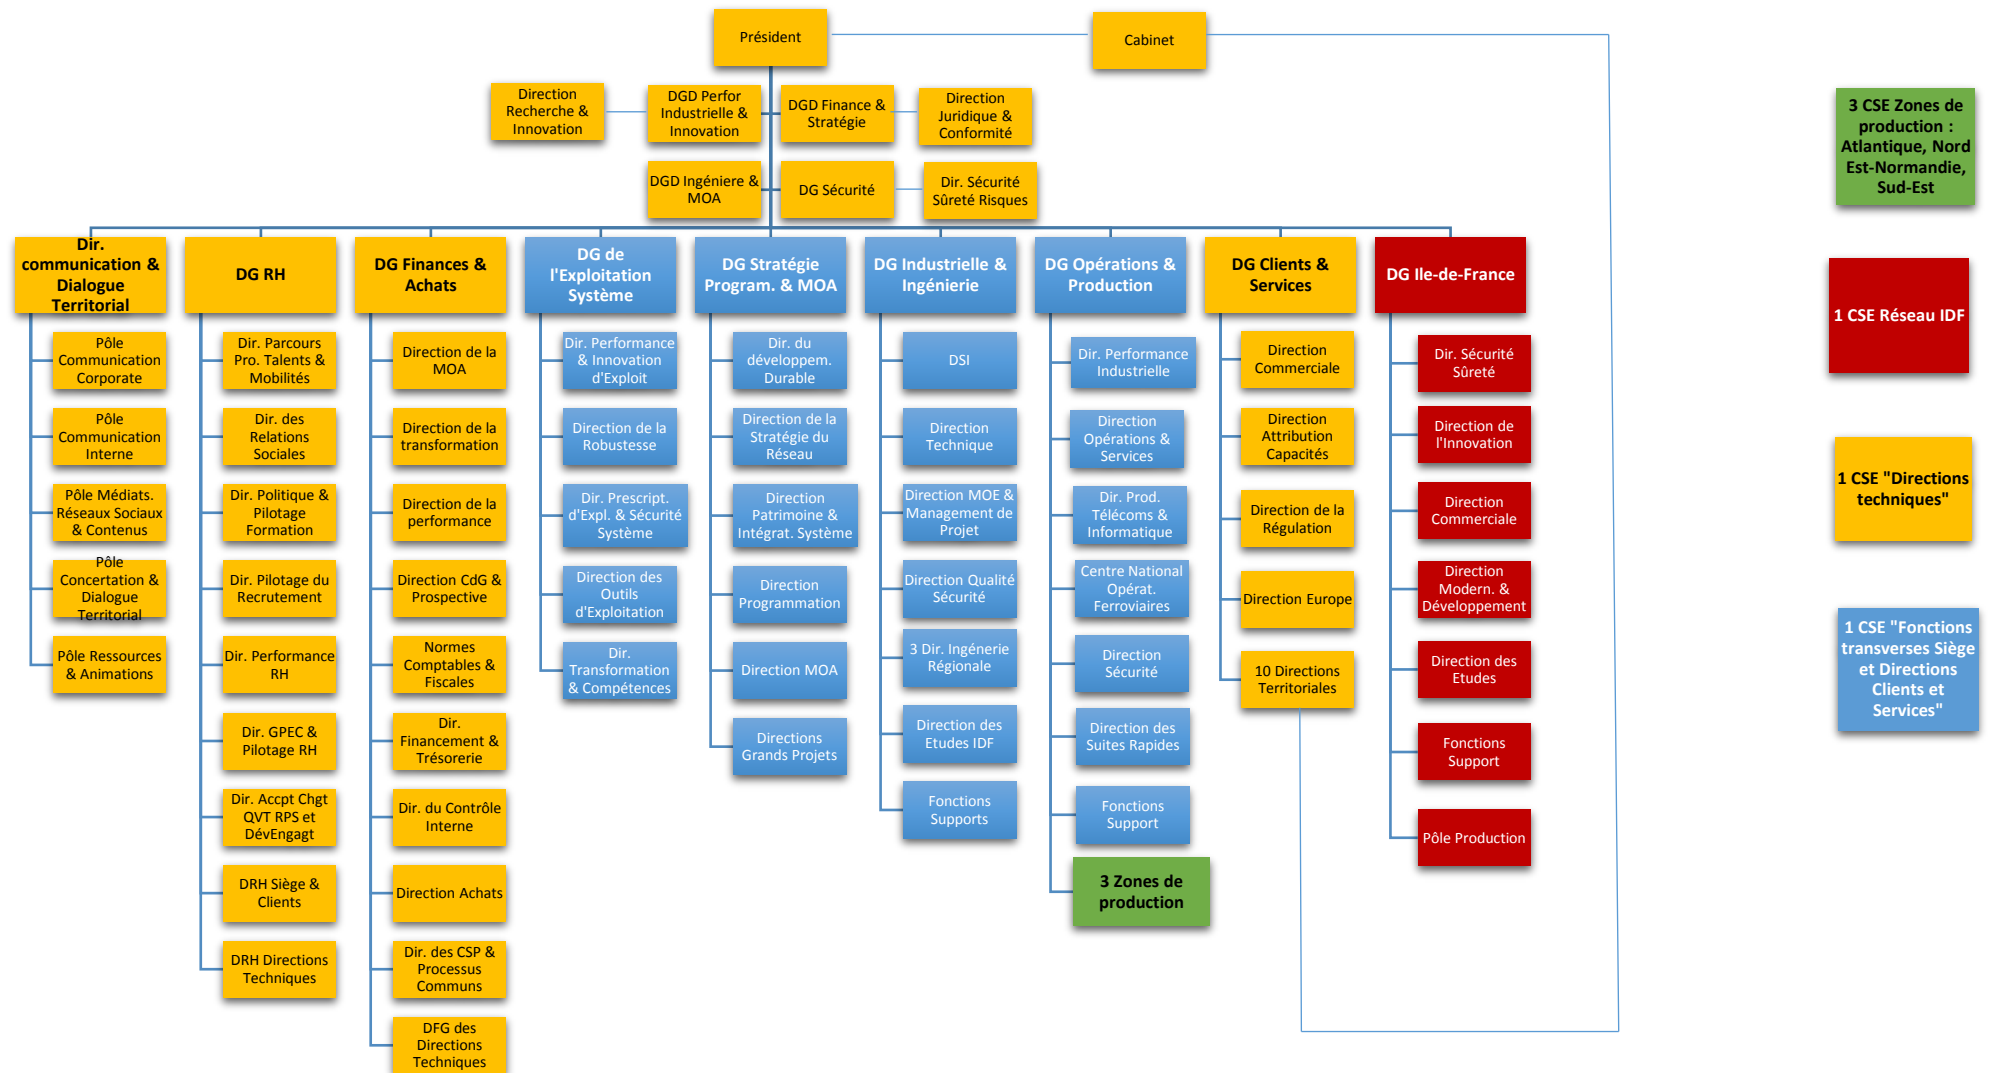 Président
Cabinet
Direction
Recherche &
Innovation
DGD Perfor
Industrielle &
Innovation
DGD Finance &
Stratégie
Direction
Juridique &
Conformité
DGD Ingéniere &
MOA
DG Sécurité
Dir. Sécurité
Sûreté Risques
Dir.
communication &
Dialogue
Territorial
Pôle
Communication
Corporate
Pôle
Communication
Interne
Pôle Médiats.
Réseaux Sociaux
& Contenus
Pôle
Concertation &
Dialogue
Territorial
Pôle Ressources
& Animations
DG RH
Dir. Parcours
Pro. Talents &
Mobilités
Dir. des
Relations
Sociales
Dir. Politique &
Pilotage
Formation
Dir. Pilotage du
Recrutement
Dir. Performance
RH
Dir. GPEC &
Pilotage RH
Dir. Accpt Chgt
QVT RPS et
DévEngagt
DRH Siège &
Clients
DRH Directions
Techniques
DG Finances &
Achats
Direction de la
MOA
Direction de la
transformation
Direction de la
performance
Direction CdG &
Prospective
Normes
Comptables &
Fiscales
Dir.
Financement &
Trésorerie
Dir. du Contrôle
Interne
Direction Achats
Dir. des CSP &
Processus
Communs
DFG des
Directions
Techniques
DG de
l'Exploitation
Système
Dir. Performance
& Innovation
d'Exploit
Direction de la
Robustesse
Dir. Prescript.
d'Expl. & Sécurité
Système
Direction des
Outils
d'Exploitation
Dir.
Transformation
& Compétences
DG Stratégie
Program. & MOA
Dir. du
développem.
Durable
Direction de la
Stratégie du
Réseau
Direction
Patrimoine &
Intégrat. Système
Direction
Programmation
Direction MOA
Directions
Grands Projets
DG Industrielle &
Ingénierie
DSI
Direction
Technique
Direction MOE &
Management de
Projet
Direction Qualité
Sécurité
3 Dir. Ingénerie
Régionale
Direction des
Etudes IDF
Fonctions
Supports
DG Opérations &
Production
Dir. Performance
Industrielle
Direction
Opérations &
Services
Dir. Prod.
Télécoms &
Informatique
Centre National
Opérat.
Ferroviaires
Direction
Sécurité
Direction des
Suites Rapides
Fonctions
Support
3 Zones de
production
DG Clients &
Services
Direction
Commerciale
Direction
Attribution
Capacités
Direction de la
Régulation
Direction Europe
10 Directions
Territoriales
DG Ile-de-France
Dir. Sécurité
Sûreté
Direction de
l'Innovation
Direction
Commerciale
Direction
Modern. &
Développement
Direction des
Etudes
Fonctions
Support
Pôle Production
3 CSE Zones de
production :
Atlantique, Nord
Est-Normandie,
Sud-Est
1 CSE Réseau IDF
1 CSE "Directions
techniques"
1 CSE "Fonctions
transverses Siège
et Directions
Clients et
Services"